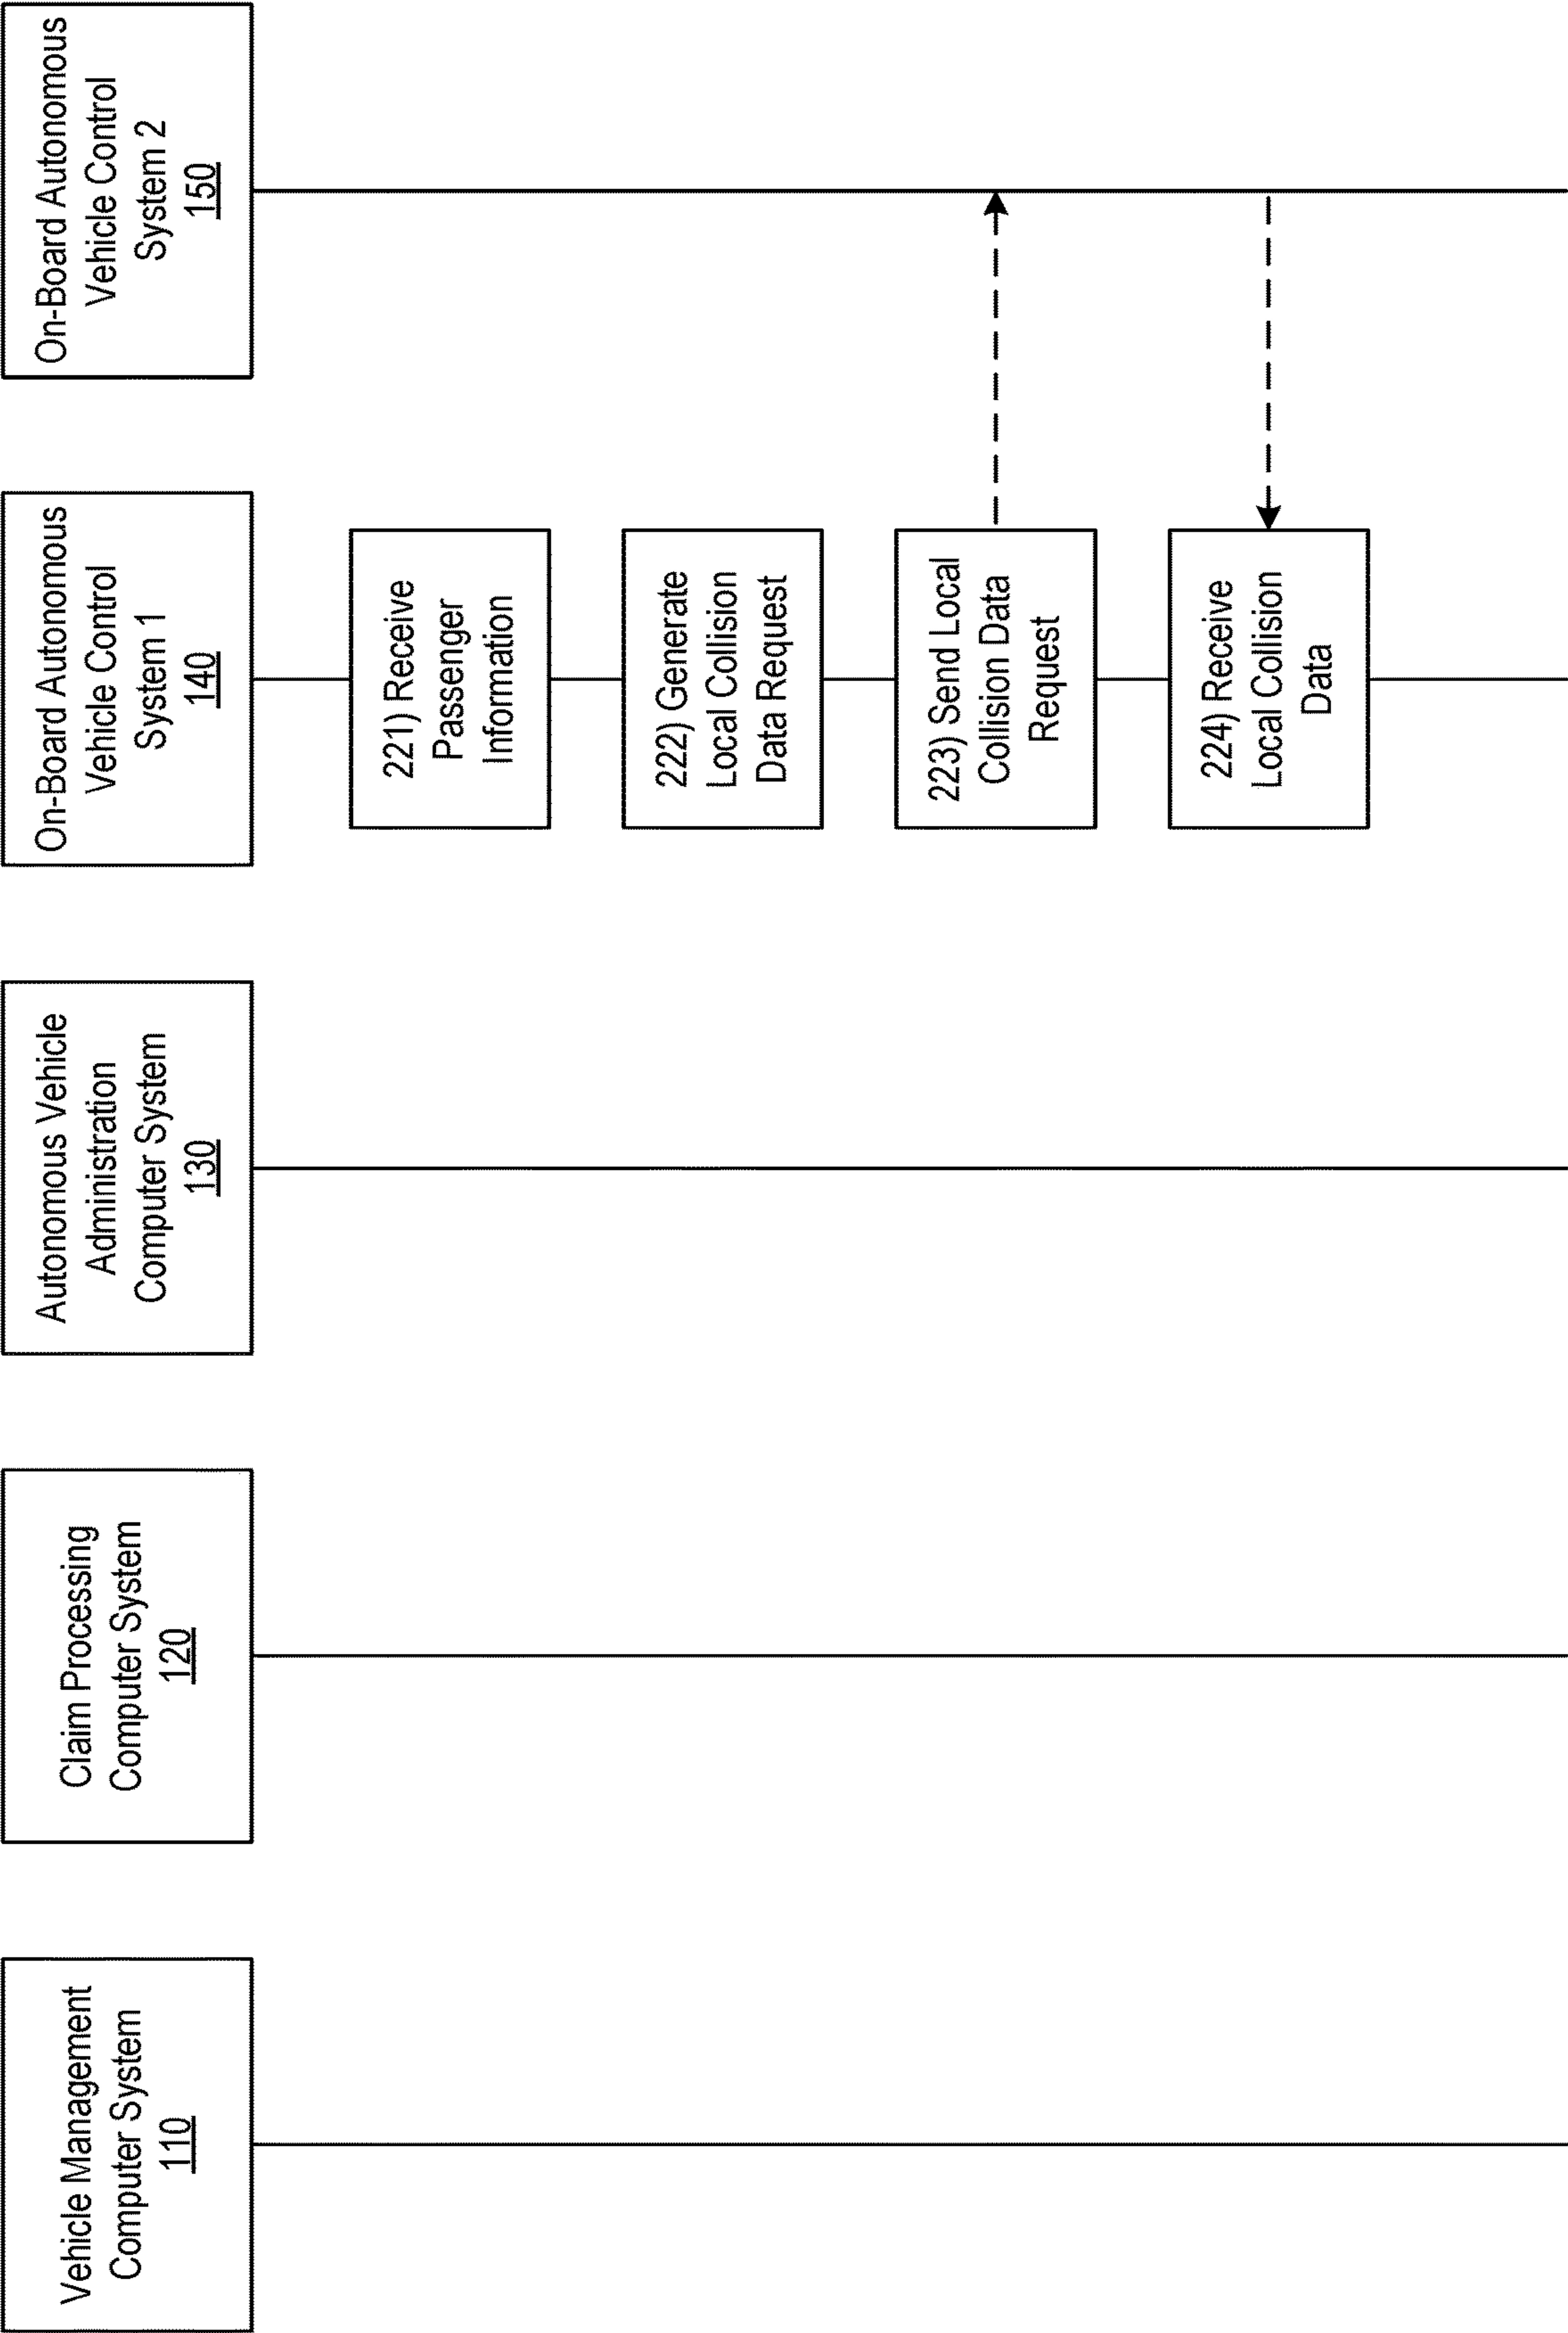 Vehicle Management
Computer System
110
Claim Processing
Computer System
120
Autonomous Vehicle
Administration
Computer System
130
On-Board Autonomous
Vehicle Control
System 1
140
On-Board Autonomous
Vehicle Control
System 2
150
221) Receive
Passenger
Information
222) Generate
Local Collision
Data Request
223) Send Local
Collision Data
Request
224) Receive
Local Collision
Data